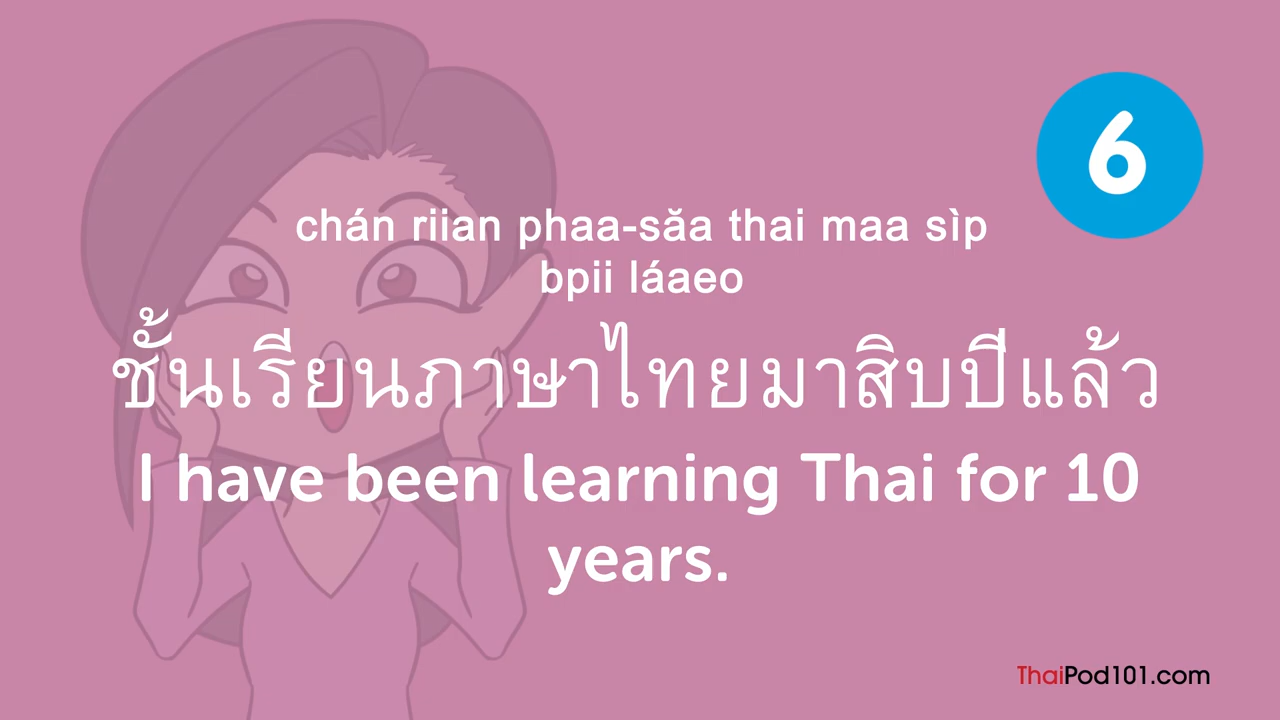 6
chán riian phaa-săa thai maa sìp
bpii láaeo
ชั้นเรียนภาษาไทยมาสิบปีแล้ว
I have been learning Thai for 10
years.
ThaiPod101.com